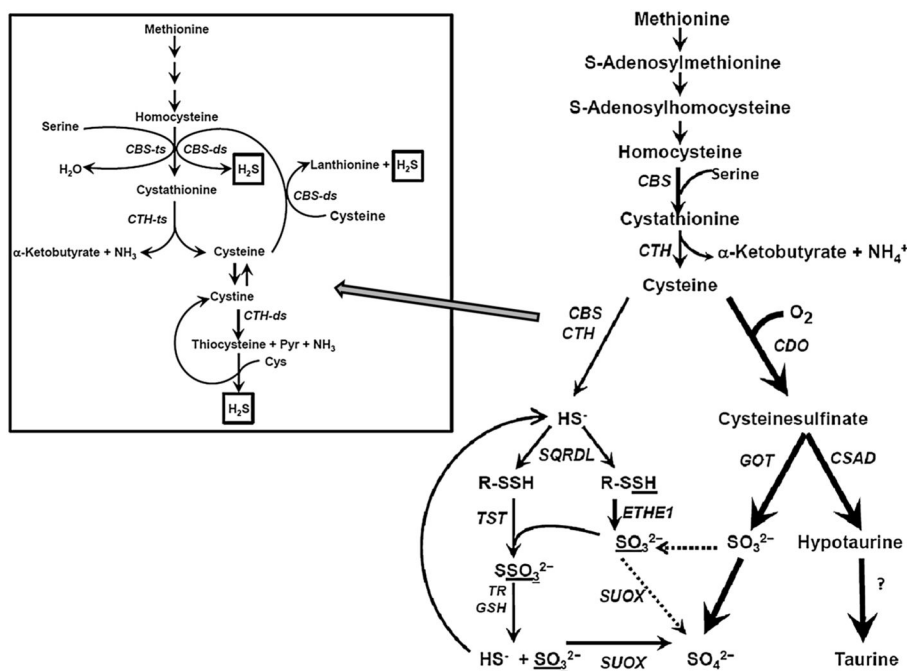 Methionine
Homocysteine
Serine
CBS-ts CBS-ds
H₂O
H₂S
Lanthionine + H₂S
CBS-ds
Cystathionine
Cysteine
CTH-ts
α-Ketobutyrate + NH₃
Cysteine
Cystine
CTH-ds
Thiocysteine + Pyr + NH₃
Cys
H₂S
Methionine
S-Adenosylmethionine
S-Adenosylhomocysteine
Homocysteine
CBS
Serine
Cystathionine
CTH
α-Ketobutyrate + NH₄⁺
Cysteine
CBS
CTH
O₂
CDO
HS⁻
Cysteinesulfinate
SQRDL
GOT
CSAD
R-SSH
R-SSH
TST
ETHE1
SO₃²⁻
SO₃²⁻
Hypotaurine
SSO₃²⁻
TR
GSH
SUOX
?
HS⁻ + SO₃²⁻
SUOX
SO₄²⁻
Taurine